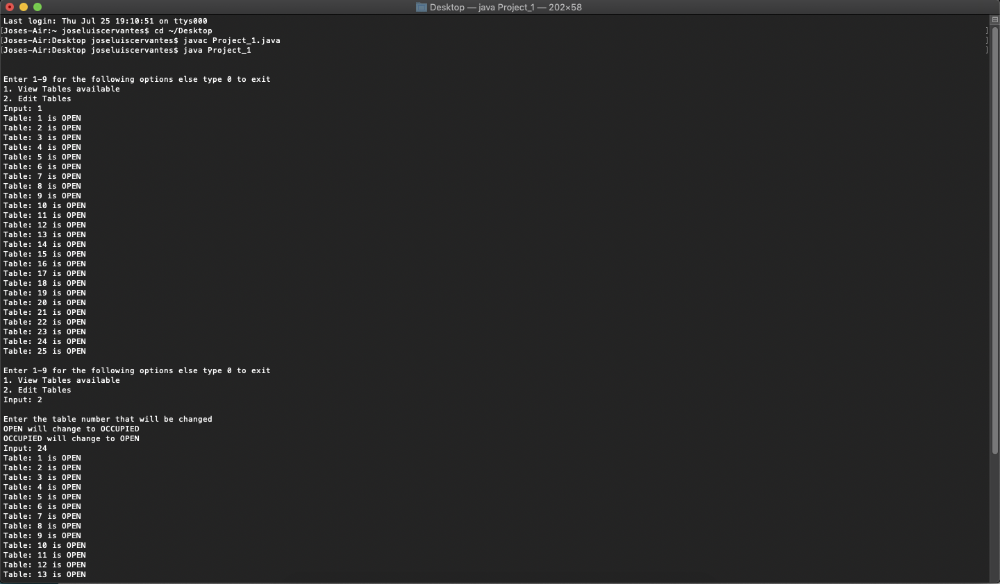 Desktop — java Project_1 — 202×58
Last login: Thu Jul 25 19:10:51 on ttys000
[Joses-Air:~ joseluiscervantes$ cd ~/Desktop ]
[Joses-Air:Desktop joseluiscervantes$ javac Project_1.java ]
[Joses-Air:Desktop joseluiscervantes$ java Project_1 ]
Enter 1-9 for the following options else type 0 to exit
1. View Tables available
2. Edit Tables
Input: 1
Table: 1 is OPEN
Table: 2 is OPEN
Table: 3 is OPEN
Table: 4 is OPEN
Table: 5 is OPEN
Table: 6 is OPEN
Table: 7 is OPEN
Table: 8 is OPEN
Table: 9 is OPEN
Table: 10 is OPEN
Table: 11 is OPEN
Table: 12 is OPEN
Table: 13 is OPEN
Table: 14 is OPEN
Table: 15 is OPEN
Table: 16 is OPEN
Table: 17 is OPEN
Table: 18 is OPEN
Table: 19 is OPEN
Table: 20 is OPEN
Table: 21 is OPEN
Table: 22 is OPEN
Table: 23 is OPEN
Table: 24 is OPEN
Table: 25 is OPEN
Enter 1-9 for the following options else type 0 to exit
1. View Tables available
2. Edit Tables
Input: 2
Enter the table number that will be changed
OPEN will change to OCCUPIED
OCCUPIED will change to OPEN
Input: 24
Table: 1 is OPEN
Table: 2 is OPEN
Table: 3 is OPEN
Table: 4 is OPEN
Table: 5 is OPEN
Table: 6 is OPEN
Table: 7 is OPEN
Table: 8 is OPEN
Table: 9 is OPEN
Table: 10 is OPEN
Table: 11 is OPEN
Table: 12 is OPEN
Table: 13 is OPEN